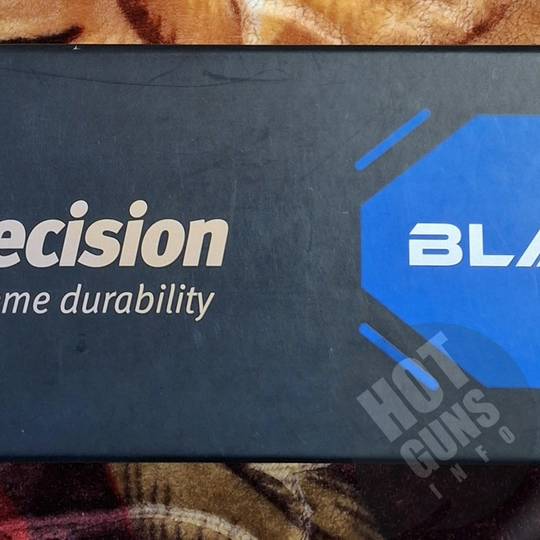 ecision
me durability
BLA
HOT
GUNS
INFO